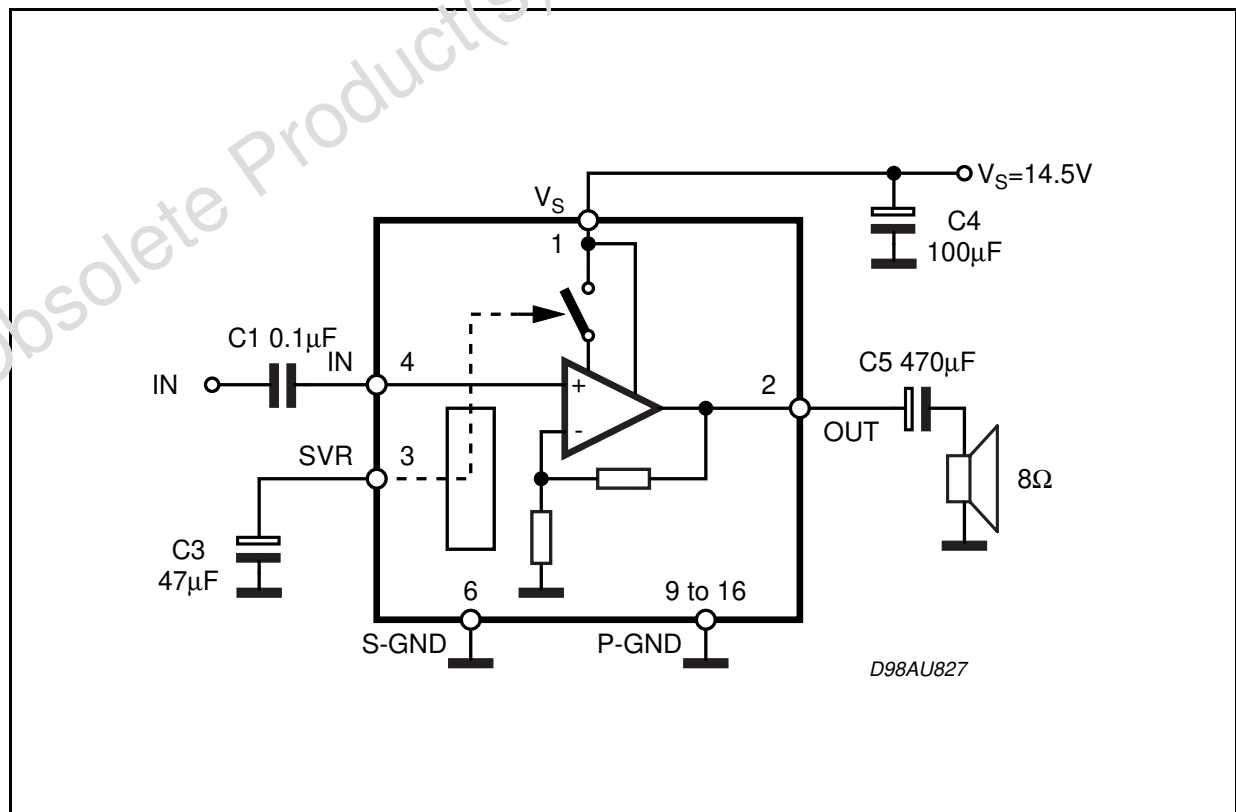 Obsolete Product(s)
V_S=14.5V
V_S
C4
1
100µF
C1 0.1µF
IN
4
C5 470µF
IN
+
2
-
OUT
SVR
3
8Ω
C3
47µF
6
9 to 16
S-GND
P-GND
D98AU827